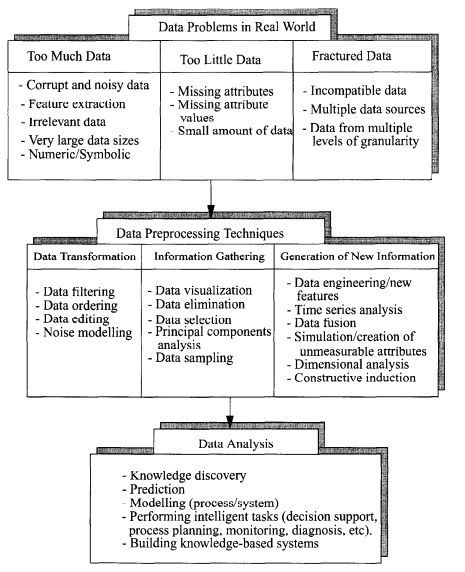 Data Problems in Real World
Too Much Data
- Corrupt and noisy data
- Feature extraction
- Irrelevant data
- Very large data sizes
- Numeric/Symbolic
Too Little Data
- Missing attributes
- Missing attribute
values
- Small amount of data
Fractured Data
- Incompatible data
- Multiple data sources
- Data from multiple
levels of granularity
Data Preprocessing Techniques
Data Transformation
- Data filtering
- Data ordering
- Data editing
- Noise modelling
Information Gathering
- Data visualization
- Data elimination
- Data selection
- Principal components
analysis
- Data sampling
Generation of New Information
- Data engineering/new
features
- Time series analysis
- Data fusion
- Simulation/creation of
unmeasurable attributes
- Dimensional analysis
- Constructive induction
Data Analysis
- Knowledge discovery
- Prediction
- Modelling (process/system)
- Performing intelligent tasks (decision support,
process planning, monitoring, diagnosis, etc).
- Building knowledge-based systems